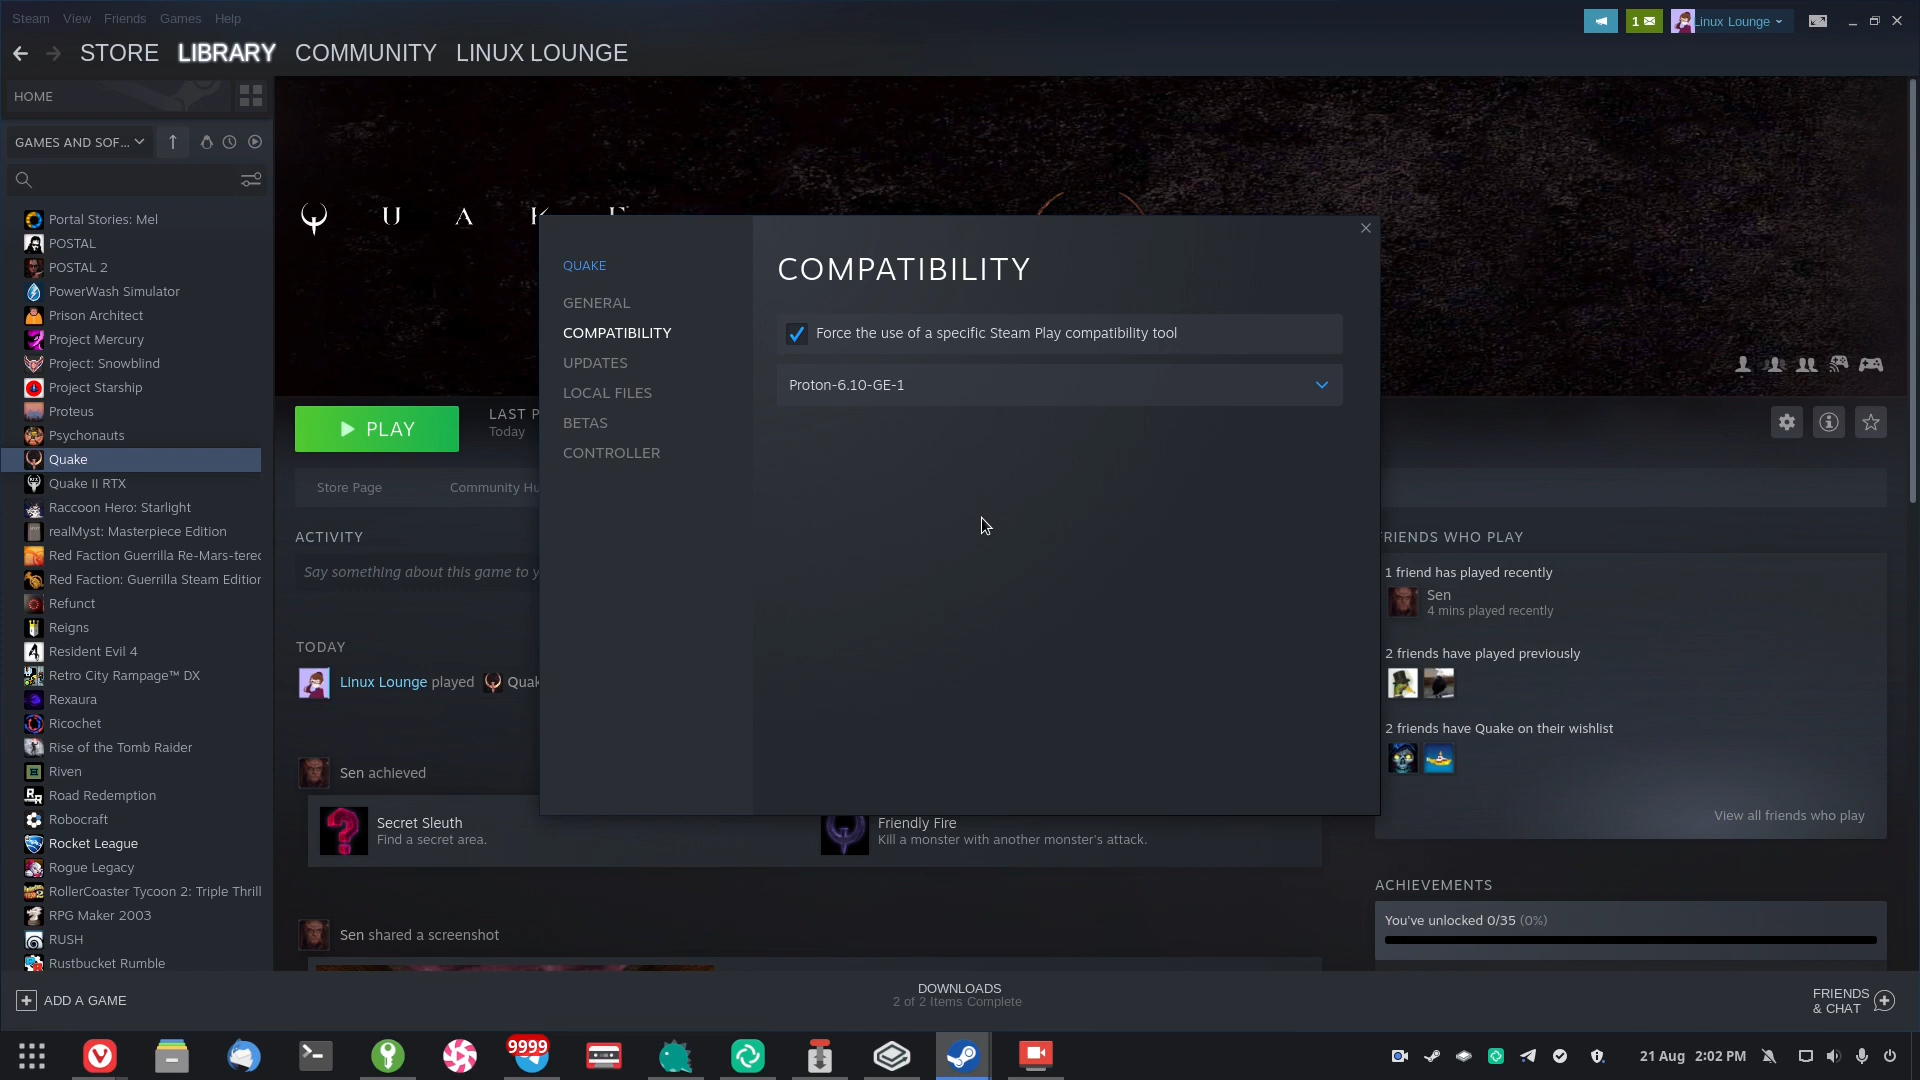 Steam View Friends Games Help
1
Linux Lounge
STORE LIBRARY COMMUNITY LINUX LOUNGE
HOME
GAMES AND SOF...
Portal Stories: Mel
POSTAL
POSTAL 2
PowerWash Simulator
Prison Architect
Project Mercury
Project: Snowblind
Project Starship
Proteus
Psychonauts
Quake
Quake II RTX
Raccoon Hero: Starlight
realMyst: Masterpiece Edition
Red Faction Guerrilla Re-Mars-tered
Red Faction: Guerrilla Steam Edition
Refunct
Reigns
Resident Evil 4
Retro City Rampage™ DX
Rexaura
Ricochet
Rise of the Tomb Raider
Riven
Road Redemption
Robocraft
Rocket League
Rogue Legacy
RollerCoaster Tycoon 2: Triple Thrill
RPG Maker 2003
RUSH
Rustbucket Rumble
Q U A K E
PLAY
LAST P
Today
Store Page
Community Hu
ACTIVITY
Say something about this game to y
TODAY
Linux Lounge played Quak
Sen achieved
Secret Sleuth
Find a secret area.
Friendly Fire
Kill a monster with another monster's attack.
Sen shared a screenshot
QUAKE
GENERAL
COMPATIBILITY
UPDATES
LOCAL FILES
BETAS
CONTROLLER
COMPATIBILITY
Force the use of a specific Steam Play compatibility tool
Proton-6.10-GE-1
FRIENDS WHO PLAY
1 friend has played recently
Sen
4 mins played recently
2 friends have played previously
2 friends have Quake on their wishlist
View all friends who play
ACHIEVEMENTS
You've unlocked 0/35 (0%)
ADD A GAME
DOWNLOADS
2 of 2 Items Complete
FRIENDS
& CHAT
9999
21 Aug 2:02 PM